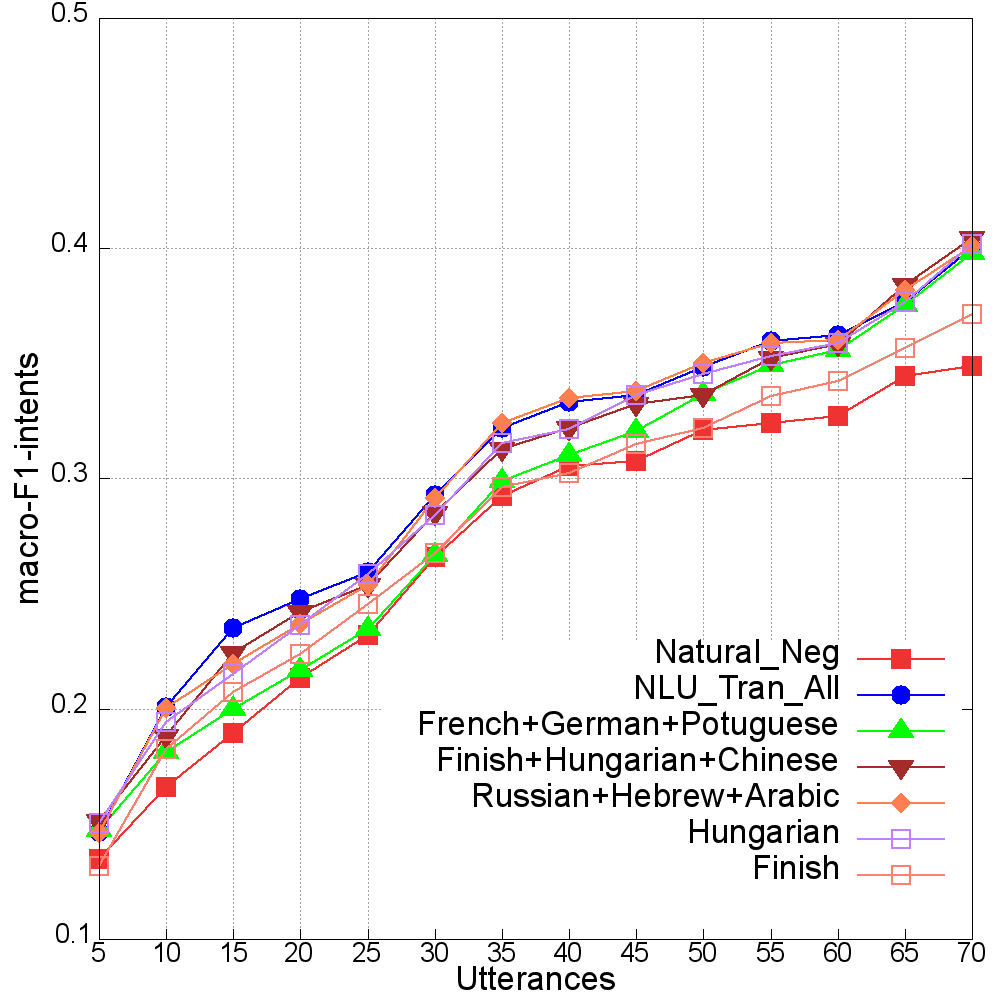 0.5
0.4
0.3
0.2
0.1
macro-F1-intents
Natural_Neg
NLU_Tran_All
French+German+Potuguese
Finish+Hungarian+Chinese
Russian+Hebrew+Arabic
Hungarian
Finish
5 10 15 20 25 30 35 40 45 50 55 60 65 70
Utterances